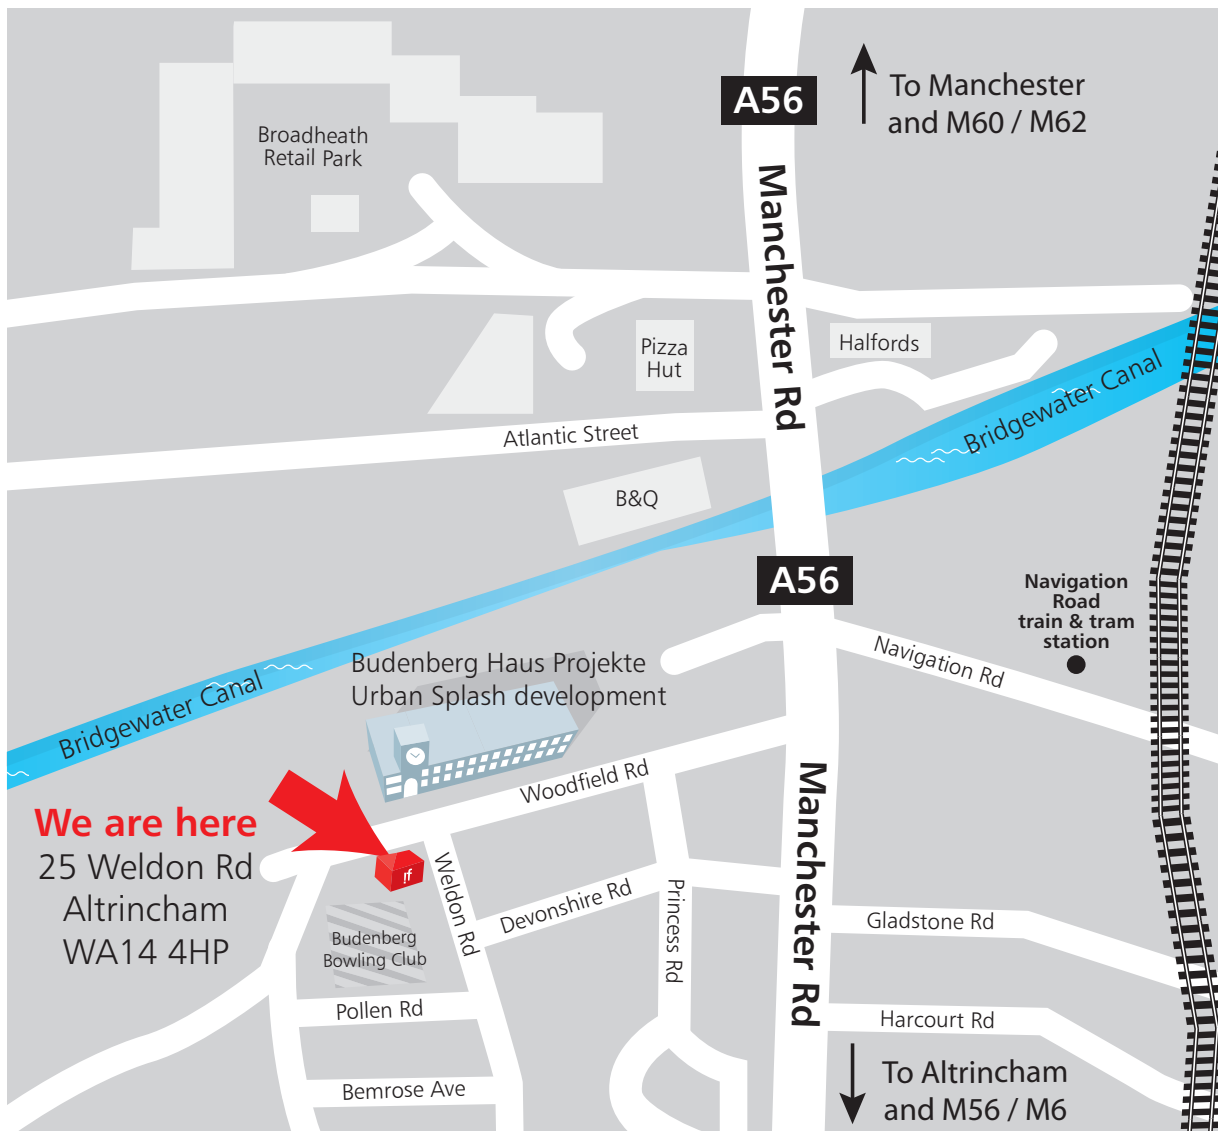 A56
To Manchester
and M60 / M62
Broadheath
Retail Park
Manchester Rd
Pizza
Hut
Halfords
Bridgewater Canal
Atlantic Street
B&Q
A56
Navigation
Road
train & tram
station
Navigation Rd
Budenberg Haus Projekte
Urban Splash development
Bridgewater Canal
Woodfield Rd
Manchester Rd
We are here
25 Weldon Rd
Altrincham
WA14 4HP
Weldon Rd
Devonshire Rd
Princess Rd
Gladstone Rd
Budenberg
Bowling Club
Pollen Rd
Harcourt Rd
Bemrose Ave
To Altrincham
and M56 / M6